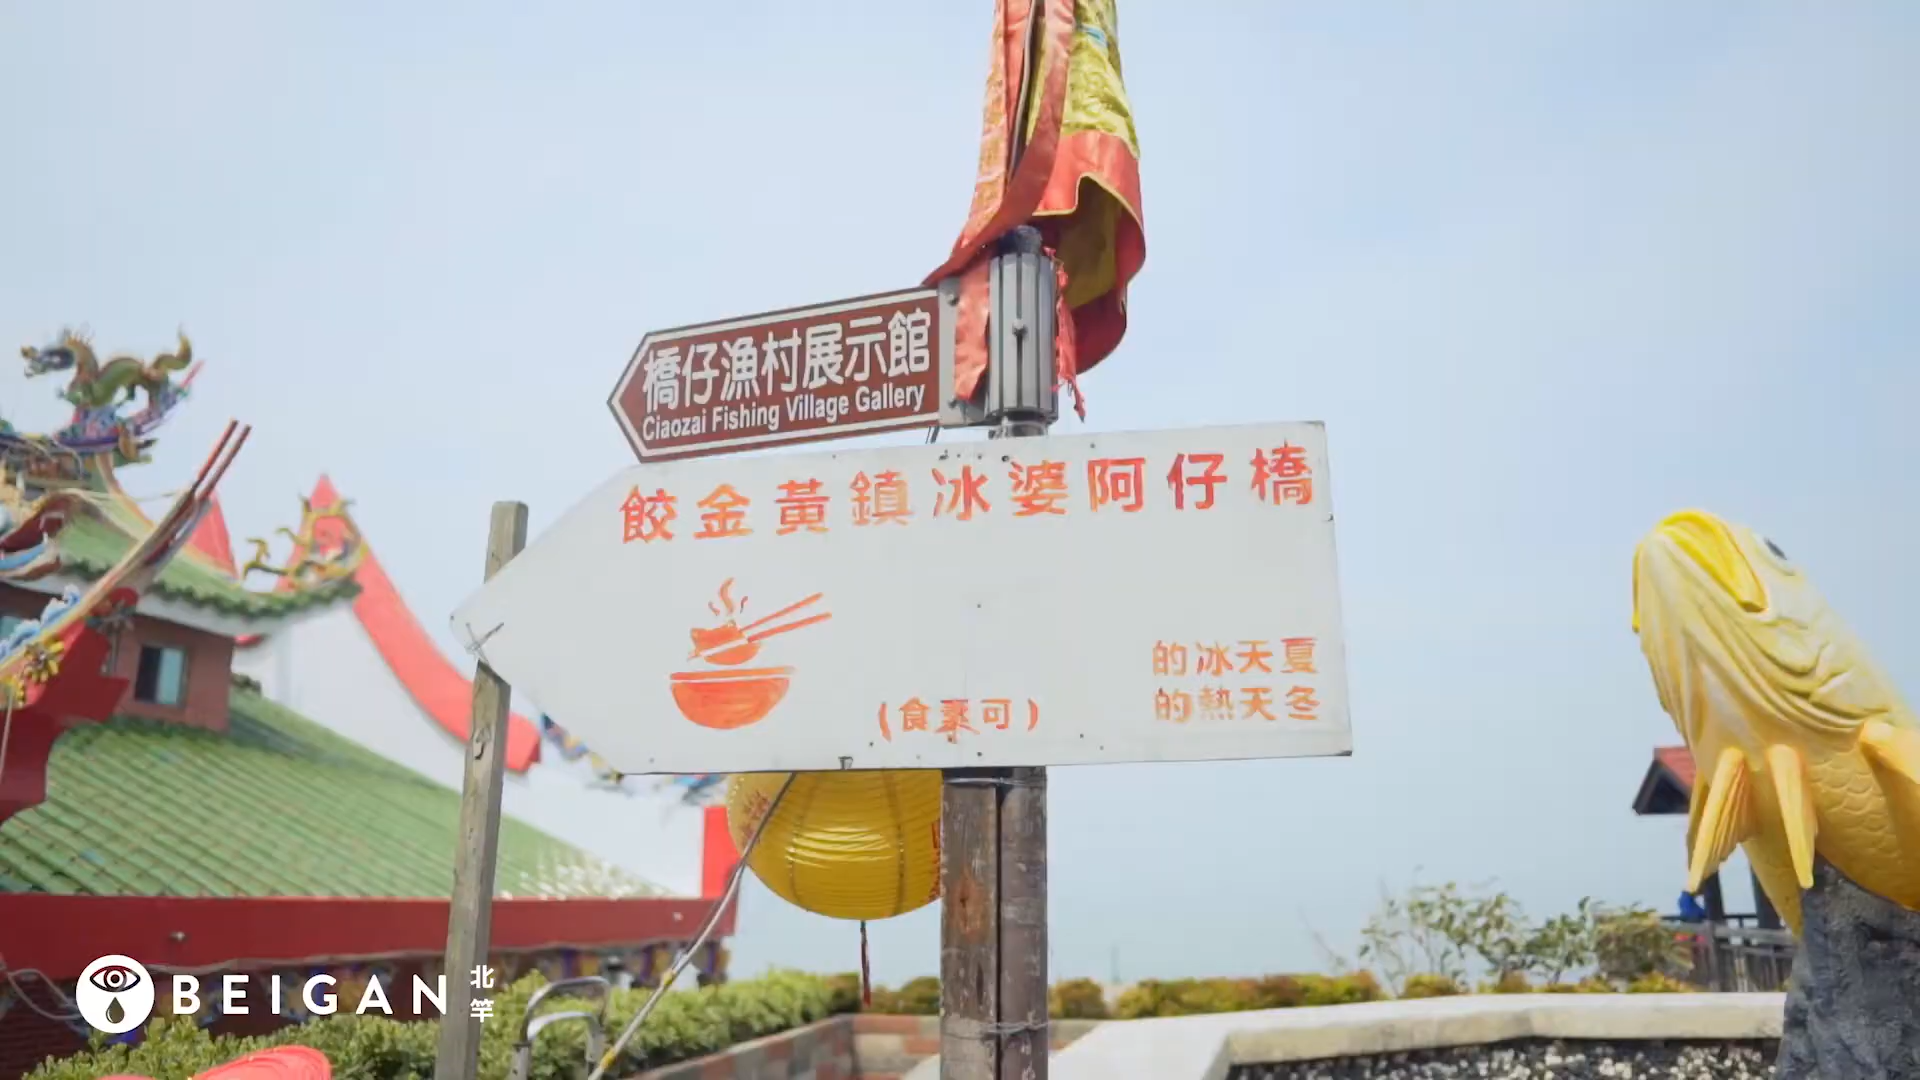 橋仔漁村展示館
Ciaozai Fishing Village Gallery
橋仔阿婆冰鎮黃金餃
夏天冰的
冬天熱的
(可素食)
BEIGAN
北竿